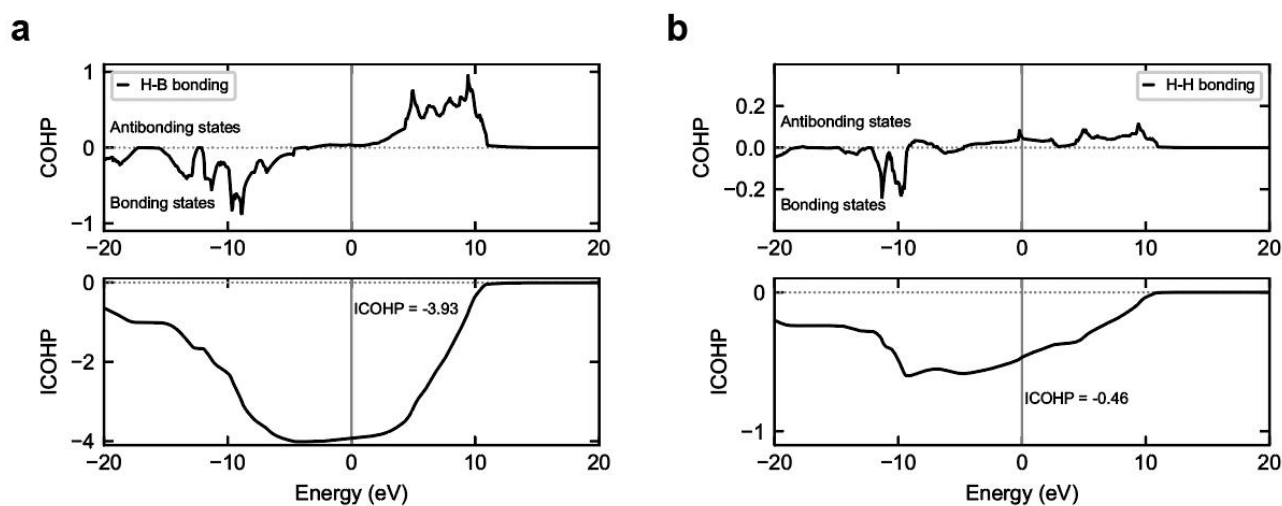 a
1
0
−1
COHP
H-B bonding
Antibonding states
Bonding states
−20 −10 0 10 20
0
−2
−4
ICOHP
ICOHP = -3.93
−20 −10 0 10 20
Energy (eV)
b
0.2
0.0
−0.2
COHP
H-H bonding
Antibonding states
Bonding states
−20 −10 0 10 20
0
−1
ICOHP
ICOHP = -0.46
−20 −10 0 10 20
Energy (eV)